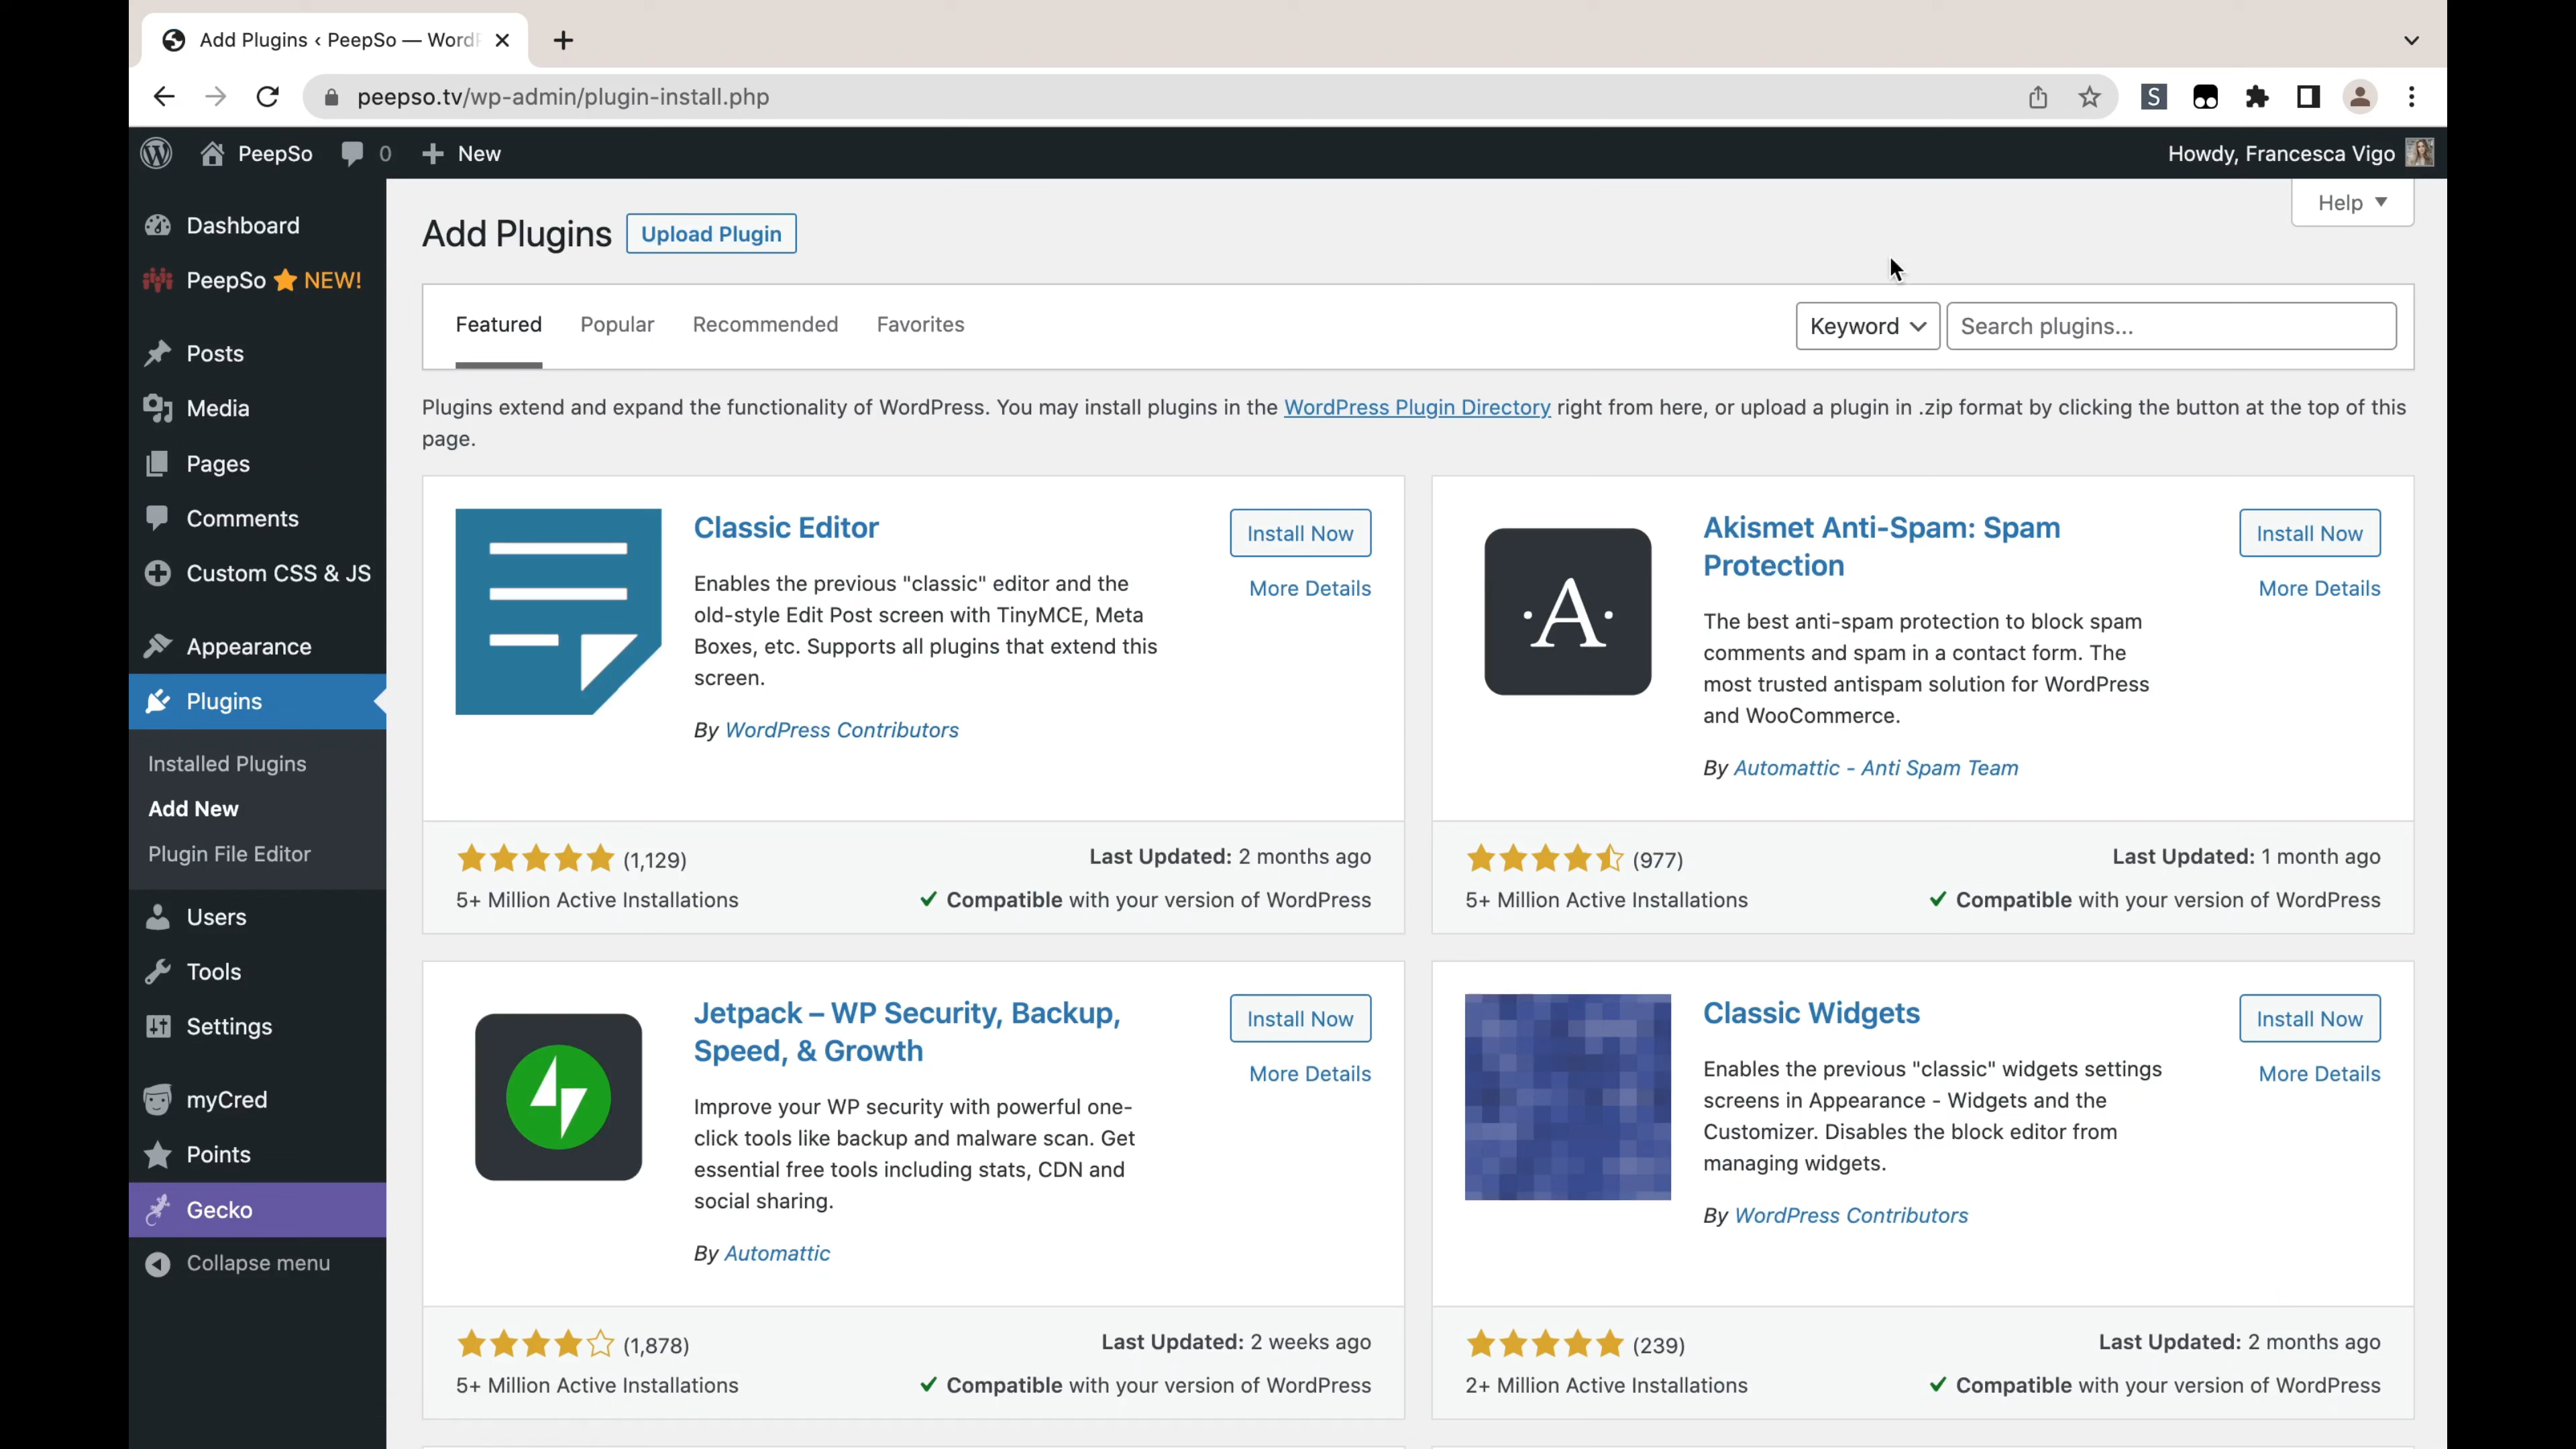 Add Plugins ‹ PeepSo — Word
peepso.tv/wp-admin/plugin-install.php
S
PeepSo
0
New
Howdy, Francesca Vigo
Dashboard
PeepSo NEW!
Posts
Media
Pages
Comments
Custom CSS & JS
Appearance
Plugins
Installed Plugins
Add New
Plugin File Editor
Users
Tools
Settings
myCred
Points
Gecko
Collapse menu
Help
Add Plugins
Upload Plugin
Featured Popular Recommended Favorites
Keyword
Search plugins...
Plugins extend and expand the functionality of WordPress. You may install plugins in the WordPress Plugin Directory right from here, or upload a plugin in .zip format by clicking the button at the top of this
page.
Classic Editor
Install Now
More Details
Enables the previous "classic" editor and the
old-style Edit Post screen with TinyMCE, Meta
Boxes, etc. Supports all plugins that extend this
screen.
By WordPress Contributors
(1,129)
Last Updated: 2 months ago
5+ Million Active Installations
Compatible with your version of WordPress
·A·
Akismet Anti-Spam: Spam
Protection
Install Now
More Details
The best anti-spam protection to block spam
comments and spam in a contact form. The
most trusted antispam solution for WordPress
and WooCommerce.
By Automattic - Anti Spam Team
(977)
Last Updated: 1 month ago
5+ Million Active Installations
Compatible with your version of WordPress
Jetpack – WP Security, Backup,
Speed, & Growth
Install Now
More Details
Improve your WP security with powerful one-
click tools like backup and malware scan. Get
essential free tools including stats, CDN and
social sharing.
By Automattic
(1,878)
Last Updated: 2 weeks ago
5+ Million Active Installations
Compatible with your version of WordPress
Classic Widgets
Install Now
More Details
Enables the previous "classic" widgets settings
screens in Appearance - Widgets and the
Customizer. Disables the block editor from
managing widgets.
By WordPress Contributors
(239)
Last Updated: 2 months ago
2+ Million Active Installations
Compatible with your version of WordPress